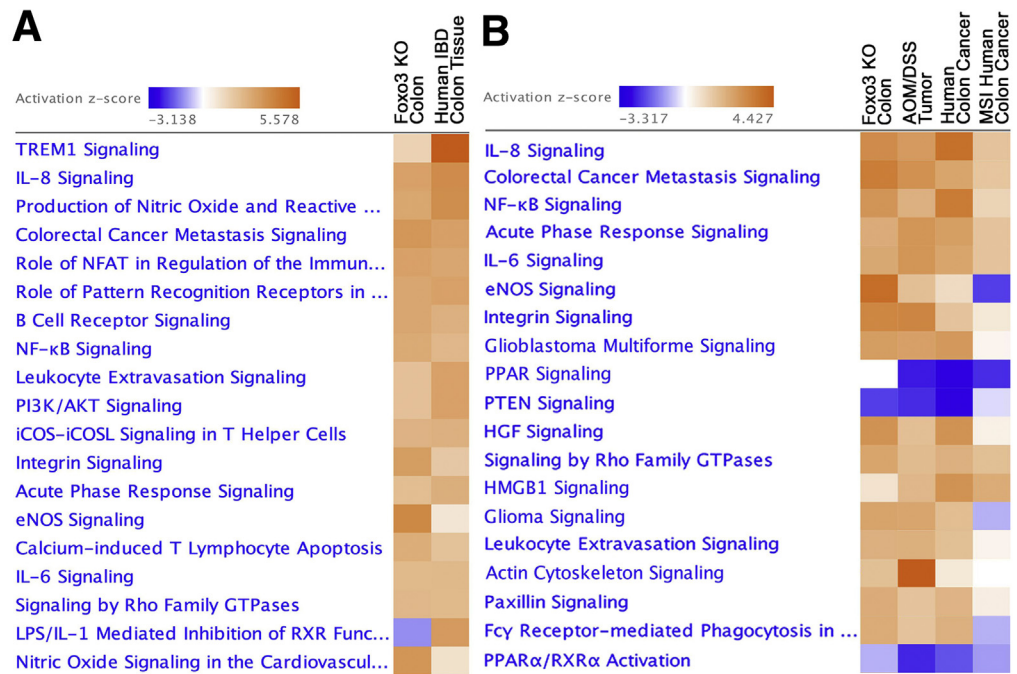 A
Activation z-score
-3.138 5.578
Foxo3 KO
Colon
Human IBD
Colon Tissue
TREM1 Signaling
IL-8 Signaling
Production of Nitric Oxide and Reactive ...
Colorectal Cancer Metastasis Signaling
Role of NFAT in Regulation of the Immun...
Role of Pattern Recognition Receptors in ...
B Cell Receptor Signaling
NF-κB Signaling
Leukocyte Extravasation Signaling
PI3K/AKT Signaling
iCOS-iCOSL Signaling in T Helper Cells
Integrin Signaling
Acute Phase Response Signaling
eNOS Signaling
Calcium-induced T Lymphocyte Apoptosis
IL-6 Signaling
Signaling by Rho Family GTPases
LPS/IL-1 Mediated Inhibition of RXR Func...
Nitric Oxide Signaling in the Cardiovascul...
B
Activation z-score
-3.317 4.427
Foxo3 KO
Colon
AOM/DSS
Tumor
Human
Colon Cancer
MSI Human
Colon Cancer
IL-8 Signaling
Colorectal Cancer Metastasis Signaling
NF-κB Signaling
Acute Phase Response Signaling
IL-6 Signaling
eNOS Signaling
Integrin Signaling
Glioblastoma Multiforme Signaling
PPAR Signaling
PTEN Signaling
HGF Signaling
Signaling by Rho Family GTPases
HMGB1 Signaling
Glioma Signaling
Leukocyte Extravasation Signaling
Actin Cytoskeleton Signaling
Paxillin Signaling
Fcγ Receptor-mediated Phagocytosis in ...
PPARα/RXRα Activation